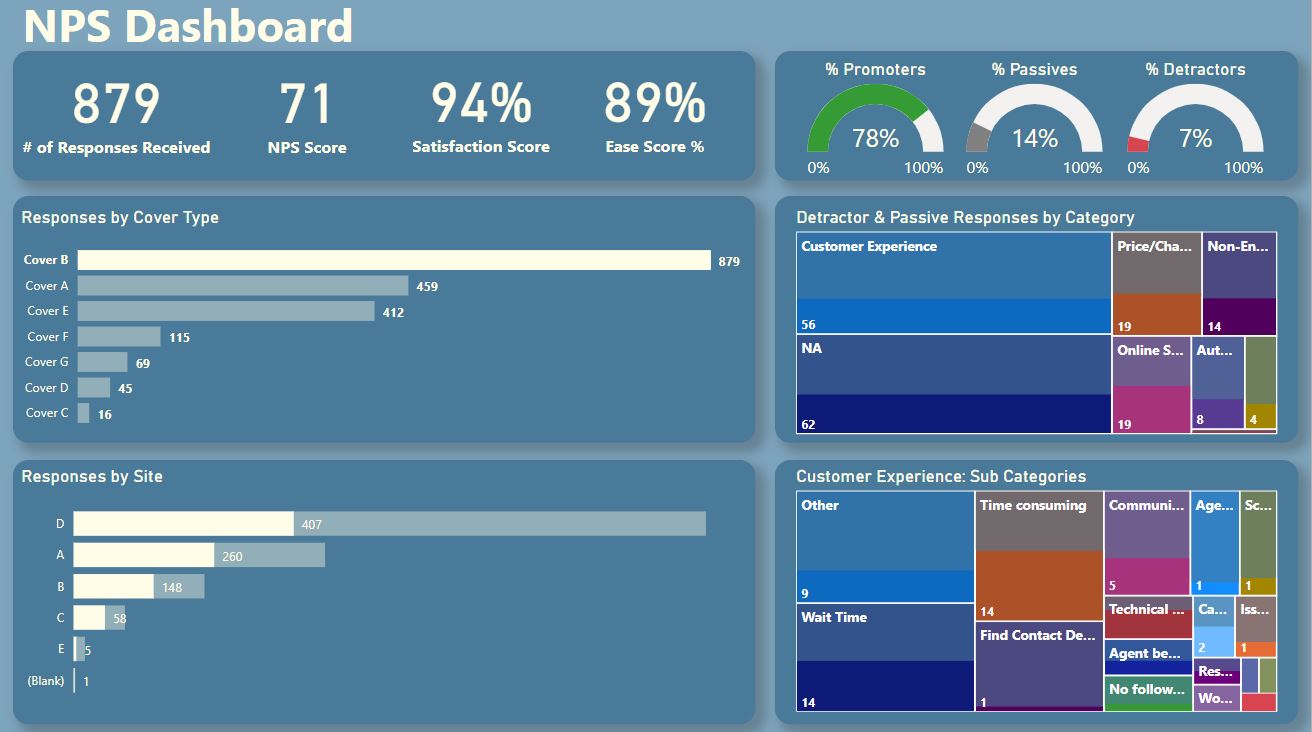 NPS Dashboard
879
# of Responses Received
71
NPS Score
94%
Satisfaction Score
89%
Ease Score %
% Promoters
78%
0%
100%
% Passives
14%
0%
100%
% Detractors
7%
0%
100%
Responses by Cover Type
Cover B
879
Cover A
459
Cover E
412
Cover F
115
Cover G
69
Cover D
45
Cover C
16
Detractor & Passive Responses by Category
Customer Experience
56
NA
62
Price/Cha...
19
Non-En...
14
Online S...
19
Aut...
8
4
Responses by Site
D
407
A
260
B
148
C
58
E
5
(Blank)
1
Customer Experience: Sub Categories
Other
9
Wait Time
14
Time consuming
14
Find Contact De...
1
Communi...
5
Age...
1
Sc...
1
Technical ...
Agent be...
No follow...
Ca...
2
Iss...
1
Res...
Wo...